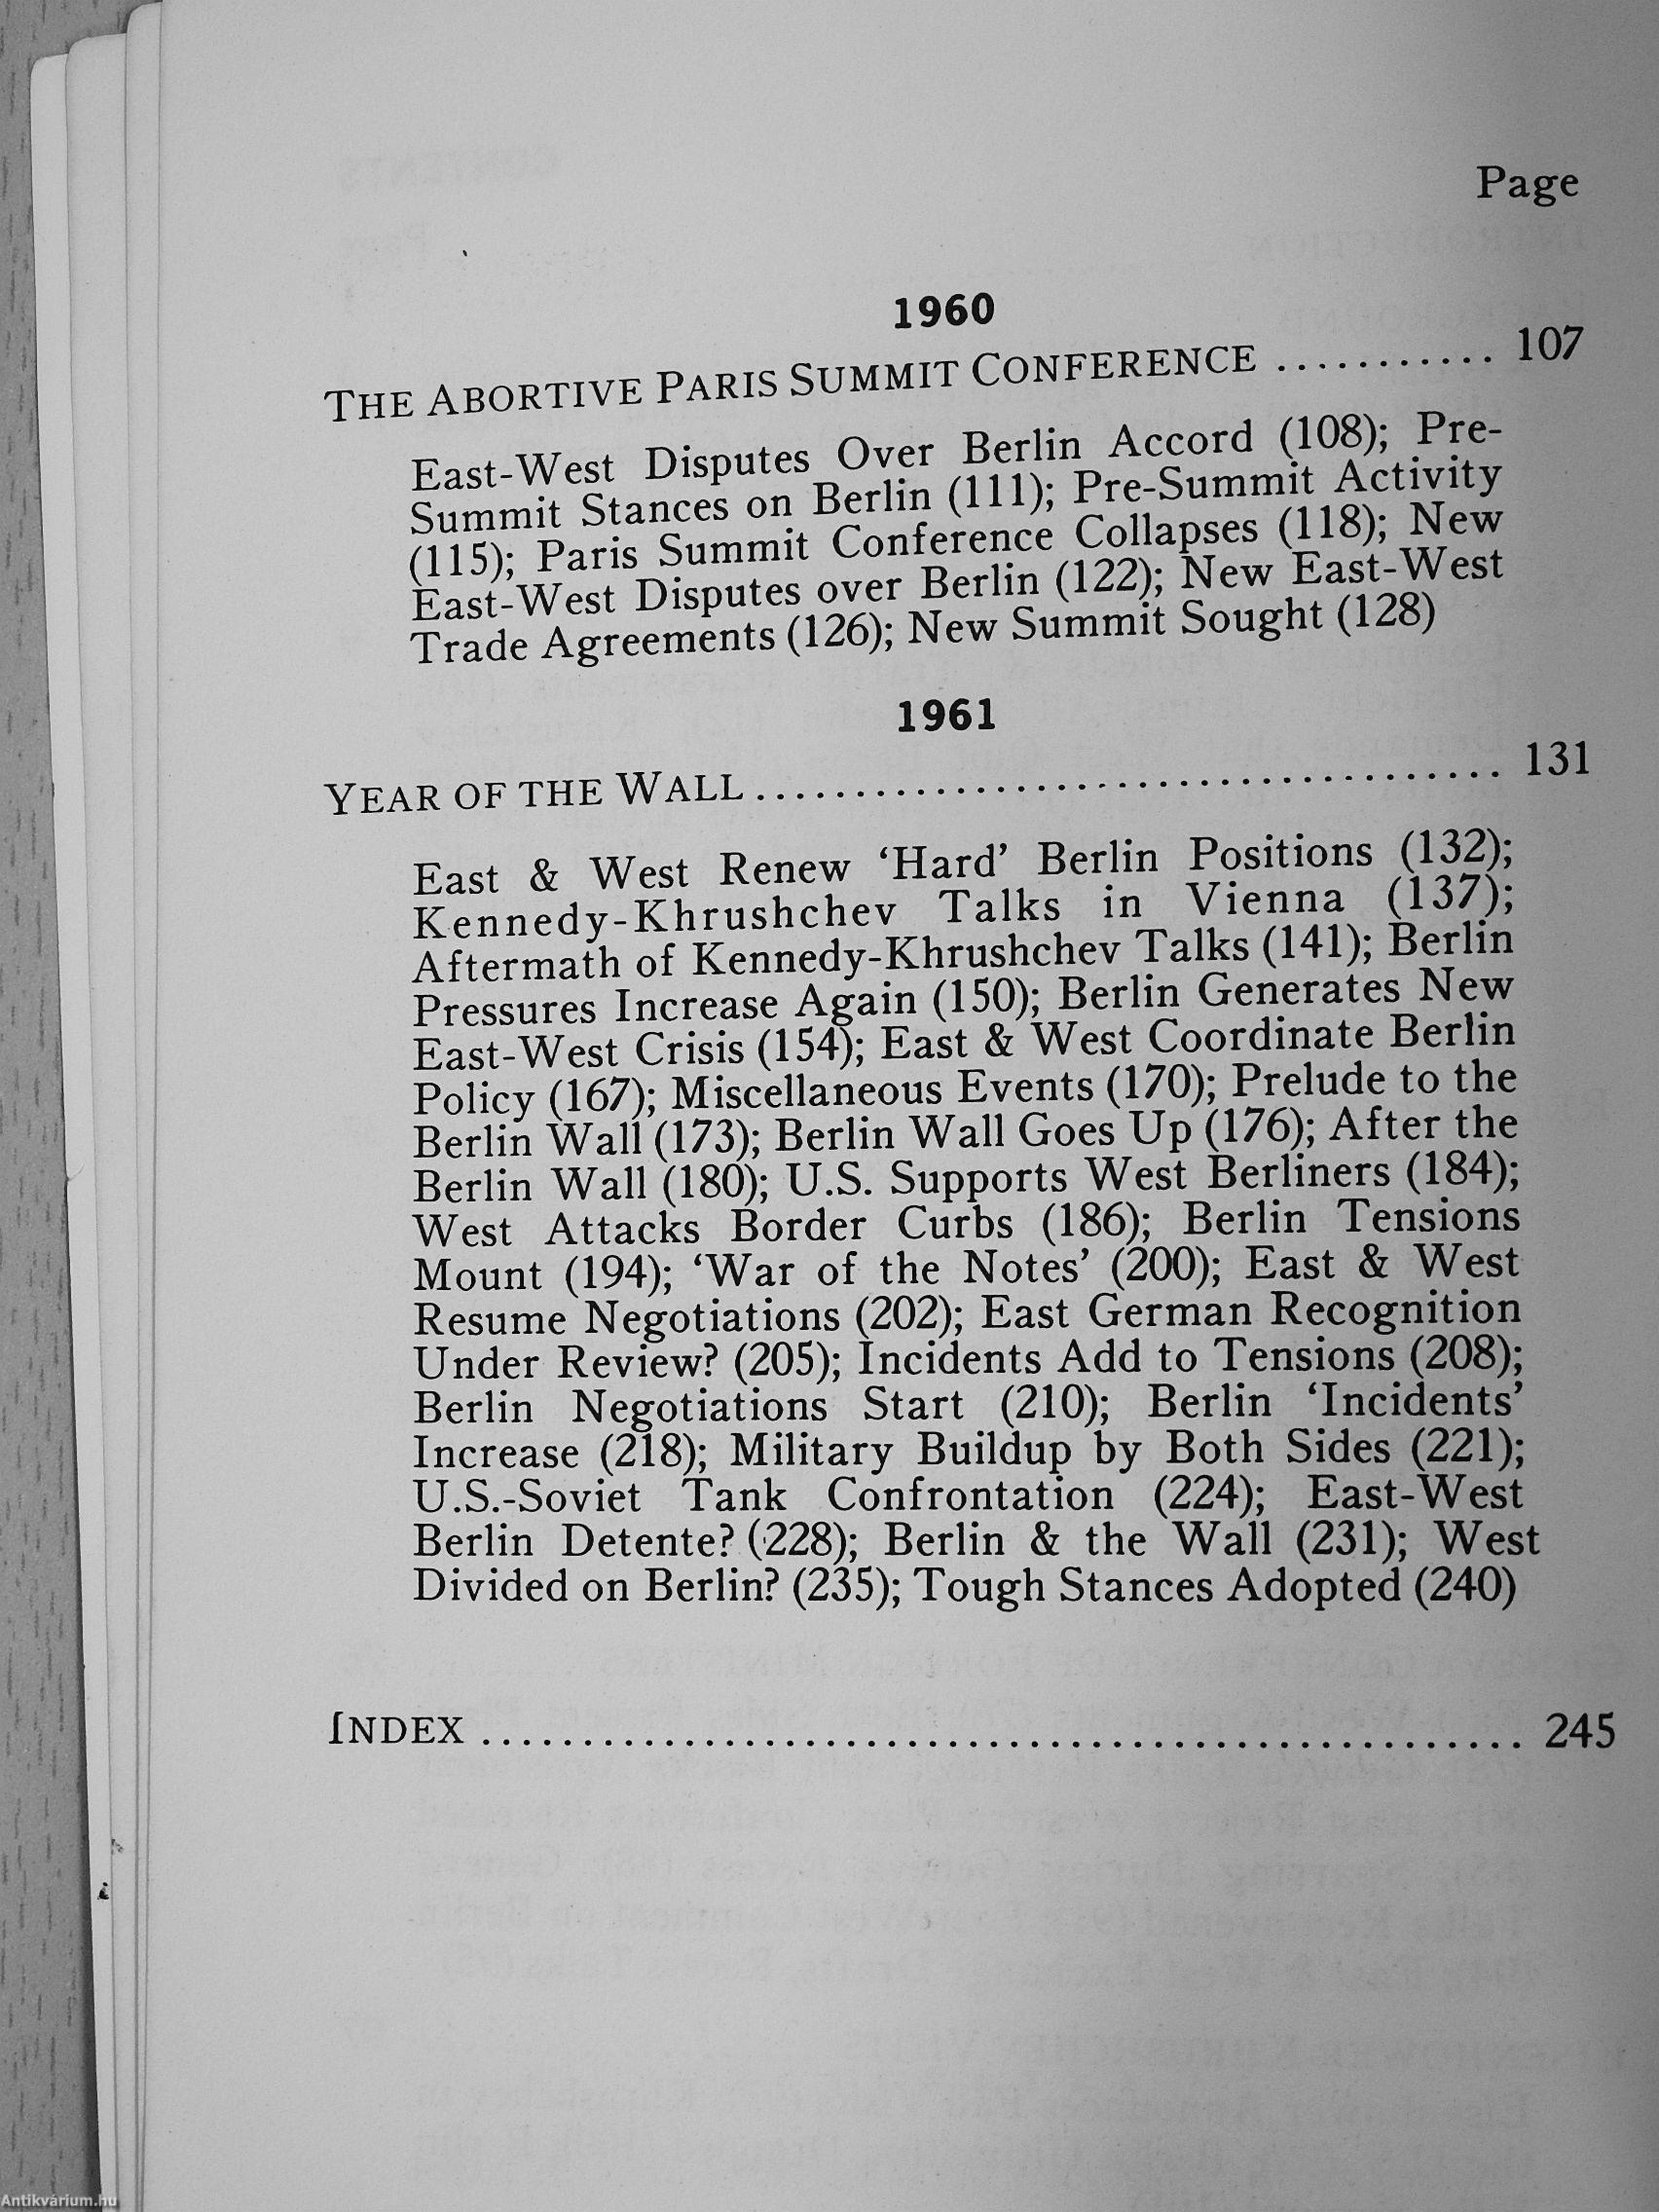 Page
1960
THE ABORTIVE PARIS SUMMIT CONFERENCE ........... 107
East-West Disputes Over Berlin Accord (108); Pre-
Summit Stances on Berlin (111); Pre-Summit Activity
(115); Paris Summit Conference Collapses (118); New
East-West Disputes over Berlin (122); New East-West
Trade Agreements (126); New Summit Sought (128)
1961
YEAR OF THE WALL ..................................... 131
East & West Renew ‘Hard’ Berlin Positions (132);
Kennedy-Khrushchev Talks in Vienna (137);
Aftermath of Kennedy-Khrushchev Talks (141); Berlin
Pressures Increase Again (150); Berlin Generates New
East-West Crisis (154); East & West Coordinate Berlin
Policy (167); Miscellaneous Events (170); Prelude to the
Berlin Wall (173); Berlin Wall Goes Up (176); After the
Berlin Wall (180); U.S. Supports West Berliners (184);
West Attacks Border Curbs (186); Berlin Tensions
Mount (194); ‘War of the Notes’ (200); East & West
Resume Negotiations (202); East German Recognition
Under Review? (205); Incidents Add to Tensions (208);
Berlin Negotiations Start (210); Berlin ‘Incidents’
Increase (218); Military Buildup by Both Sides (221);
U.S.-Soviet Tank Confrontation (224); East-West
Berlin Detente? (228); Berlin & the Wall (231); West
Divided on Berlin? (235); Tough Stances Adopted (240)
INDEX .................................................... 245
Antikvárium.hu